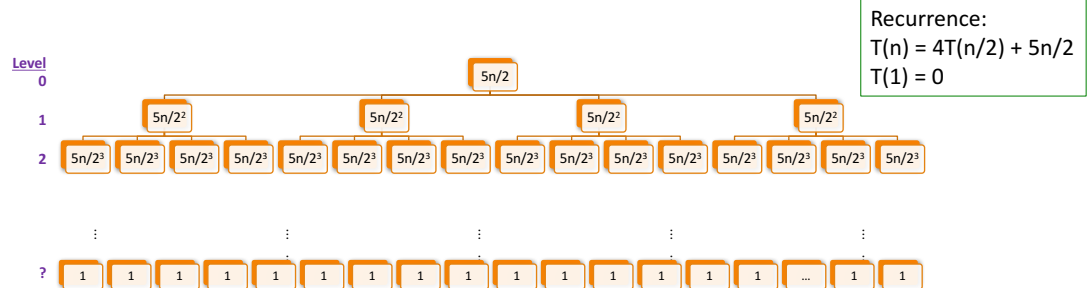 Recurrence:
T(n) = 4T(n/2) + 5n/2
T(1) = 0
Level
0
5n/2
1
5n/2² 5n/2² 5n/2² 5n/2²
2
5n/2³ 5n/2³ 5n/2³ 5n/2³ 5n/2³ 5n/2³ 5n/2³ 5n/2³ 5n/2³ 5n/2³ 5n/2³ 5n/2³ 5n/2³ 5n/2³ 5n/2³ 5n/2³
⋮ ⋮ ⋮ ⋮ ⋮
?
1 1 1 1 1 1 1 1 1 1 1 1 1 1 1 ... 1 1